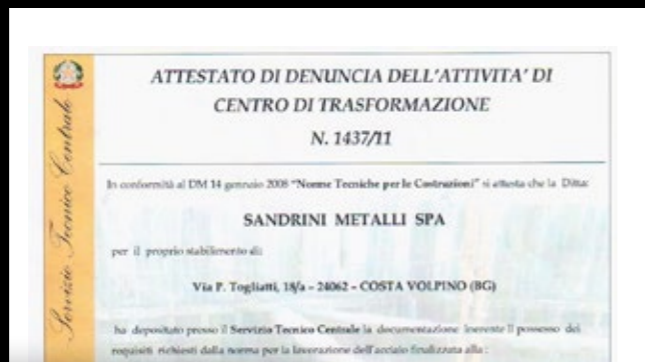 Servizio Tecnico Centrale
ATTESTATO DI DENUNCIA DELL'ATTIVITA' DI
CENTRO DI TRASFORMAZIONE
N. 1437/11
In conformità al DM 14 gennaio 2008 "Norme Tecniche per le Costruzioni" si attesta che la Ditta:
SANDRINI METALLI SPA
per il proprio stabilimento di:
Via P. Togliatti, 18/a – 24062 – COSTA VOLPINO (BG)
ha depositato presso il Servizio Tecnico Centrale la documentazione inerente il possesso dei
requisiti richiesti dalla norma per la lavorazione dell'acciaio finalizzata alla :